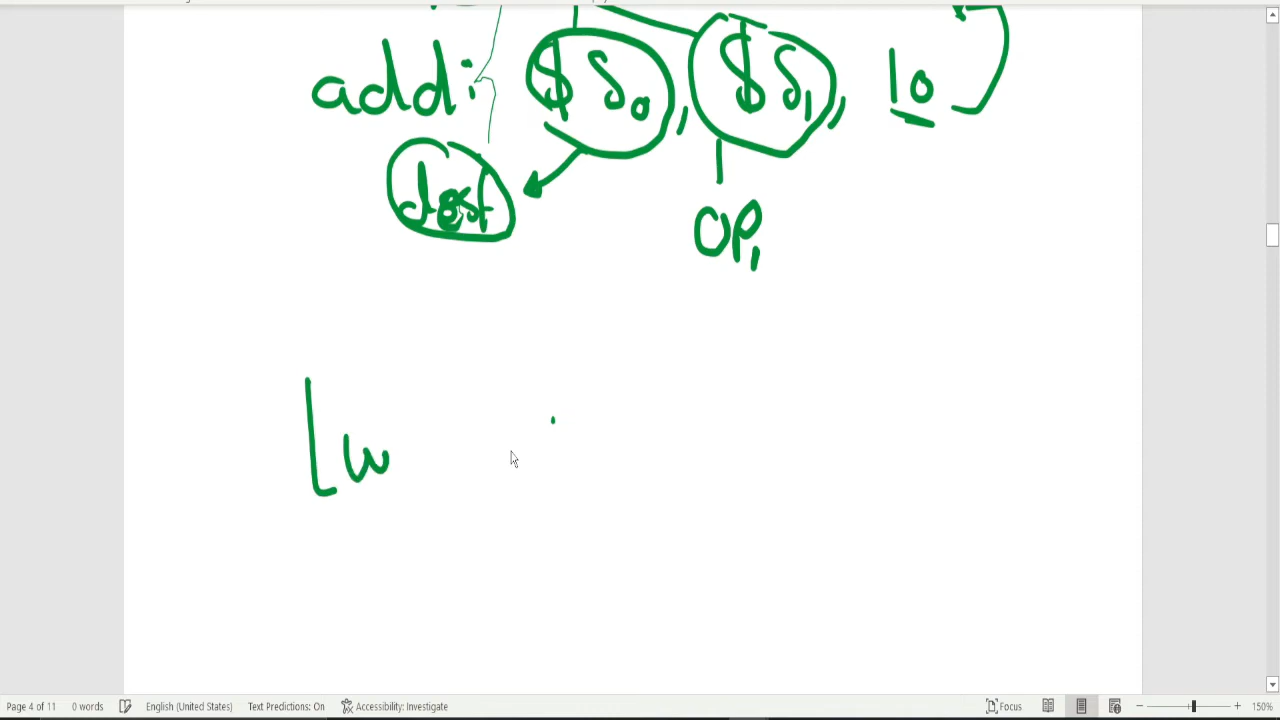 addi $S0, $S1, 10
dest
OP1
lw
Page 4 of 11 0 words English (United States) Text Predictions: On Accessibility: Investigate Focus 150%